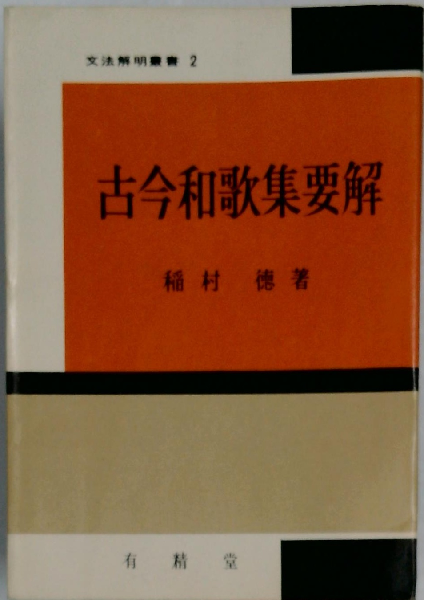 文法解明叢書 2
古今和歌集要解
稲村 徳著
有精堂